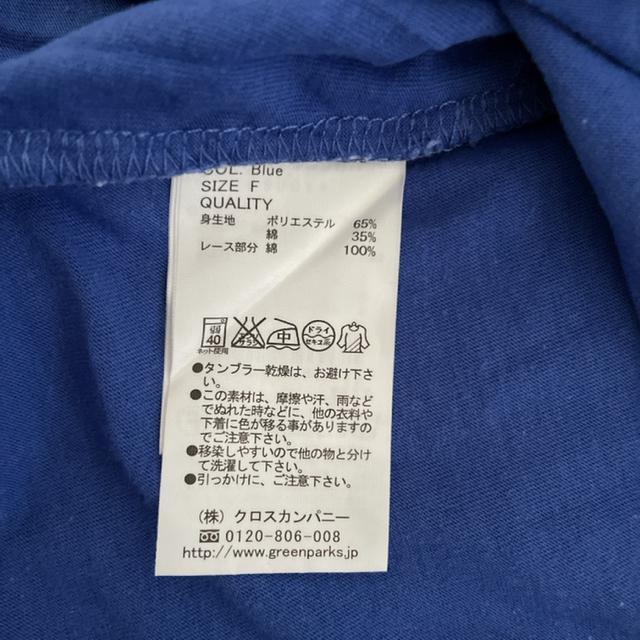 COL. Blue
SIZE F
QUALITY
身生地 ポリエステル 65%
綿 35%
レース部分 綿 100%
弱 40 中 ドライ セキユ系
ネット使用
●タンブラー乾燥は、お避け下さ
い。
●この素材は、摩擦や汗、雨など
でぬれた時などに、他の衣料や
下着に色が移る事がありますの
でご注意下さい。
●移染しやすいので他の物と分け
て洗濯して下さい。
●引っかけに、ご注意下さい。
(株) クロスカンパニー
0120-806-008
http://www.greenparks.jp